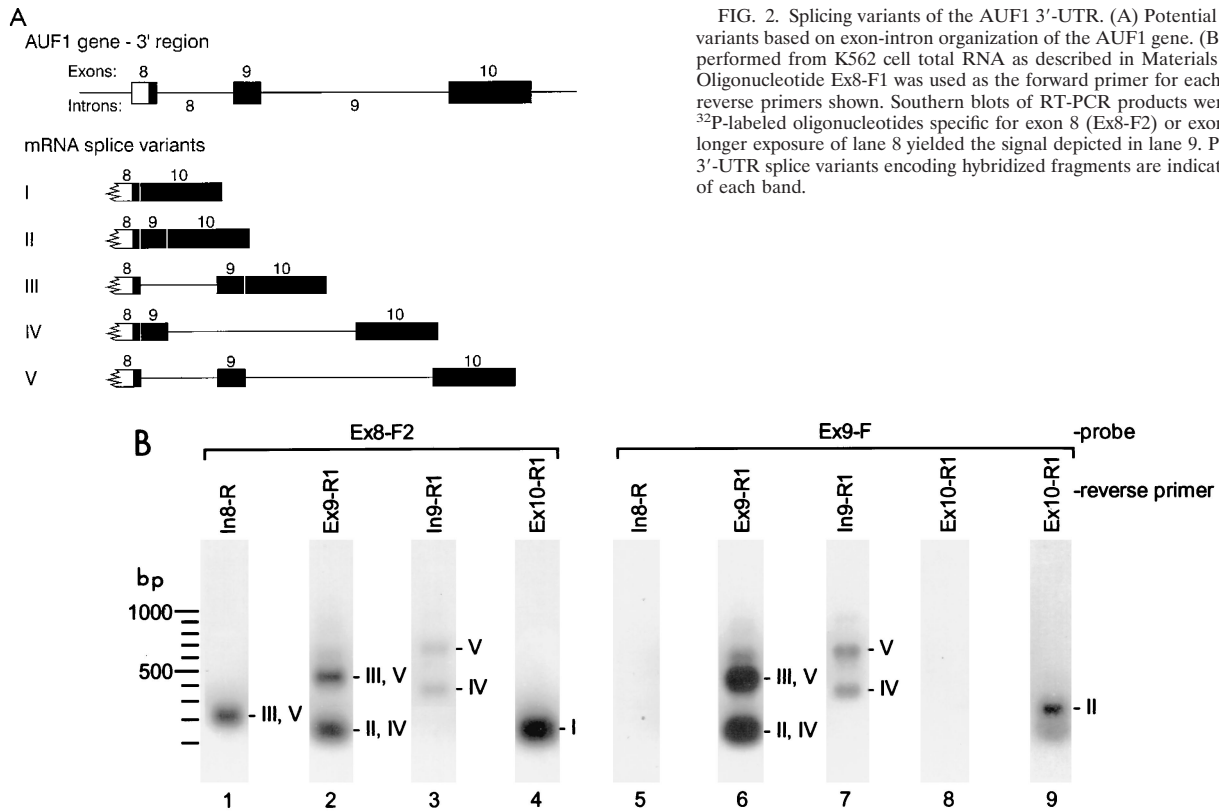 A
AUF1 gene - 3' region
Exons: 8 9 10
Introns: 8 9
mRNA splice variants
I 8 10
II 8 9 10
III 8 9 10
IV 8 9 10
V 8 9 10
FIG. 2. Splicing variants of the AUF1 3′-UTR. (A) Potential
variants based on exon-intron organization of the AUF1 gene. (B
performed from K562 cell total RNA as described in Materials
Oligonucleotide Ex8-F1 was used as the forward primer for each
reverse primers shown. Southern blots of RT-PCR products wer
32P-labeled oligonucleotides specific for exon 8 (Ex8-F2) or exon
longer exposure of lane 8 yielded the signal depicted in lane 9. P
3′-UTR splice variants encoding hybridized fragments are indicat
of each band.
B
Ex8-F2 Ex9-F -probe
In8-R Ex9-R1 In9-R1 Ex10-R1 In8-R Ex9-R1 In9-R1 Ex10-R1 Ex10-R1 -reverse primer
bp
1000
500
- III, V
- III, V
- II, IV
- V
- IV
- I
- III, V
- II, IV
- V
- IV
- II
1 2 3 4 5 6 7 8 9